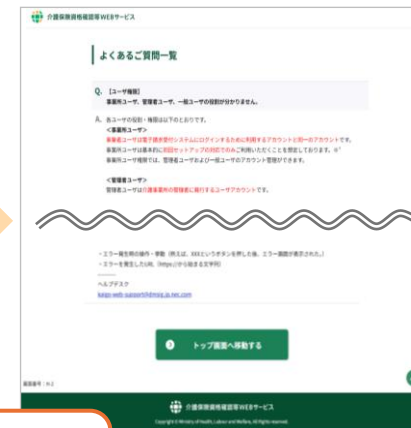 介護保険資格確認等WEBサービス
よくあるご質問一覧
Q. 【ユーザ権限】
事業所ユーザ、管理者ユーザ、一般ユーザの役割が分かりません。
A. 各ユーザの役割・権限は以下のとおりです。
＜事業所ユーザ＞
事業所ユーザは電子請求受付システムにログインするために利用するアカウントと同一のアカウントです。
事業所ユーザは基本的に初回セットアップの対応でのみご利用いただくことを想定しております。※¹
事業所ユーザ権限では、管理者ユーザおよび一般ユーザのアカウント管理ができます。
＜管理者ユーザ＞
管理者ユーザは介護事業所の管理者に発行するユーザアカウントです。
・エラー発生時の操作・挙動（例えば、XXXというボタンを押した後、エラー画面が表示された。）
・エラーを発生したURL（https://から始まる文字列）
--------
ヘルプデスク
トップ画面へ移動する
介護保険資格確認等WEBサービス
Copyright © Ministry of Health, Labour and Welfare, All Rights reserved.